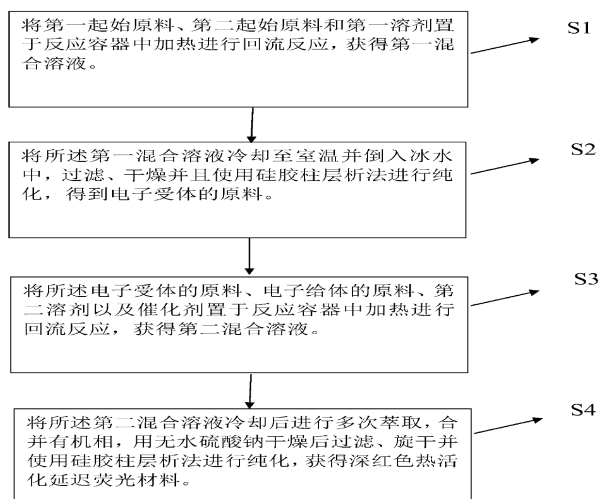 将第一起始原料、第二起始原料和第一溶剂置
于反应容器中加热进行回流反应,获得第一混
合溶液。
S1
将所述第一混合溶液冷却至室温并倒入冰水
中,过滤、干燥并且使用硅胶柱层析法进行纯
化，得到电子受体的原料。
S2
将所述电子受体的原料、电子给体的原料、第
二溶剂以及催化剂置于反应容器中加热进行
回流反应，获得第二混合溶液。
S3
将所述第二混合溶液冷却后进行多次萃取,合
并有机相，用无水硫酸钠干燥后过滤、旋干并
使用硅胶柱层析法进行纯化,获得深红色热活
化延迟荧光材料。
S4